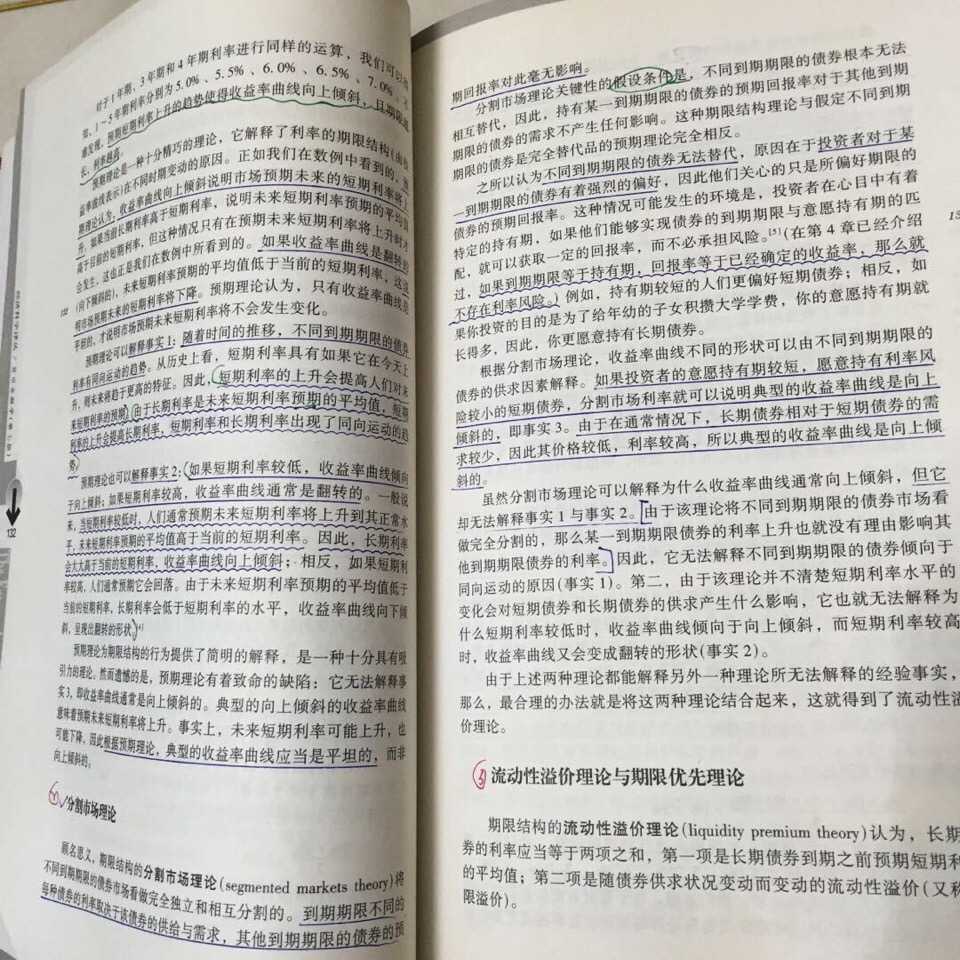 对于1年期、3年期和4年期利率进行同样的运算，我们可以
知，1~5年期利率分别为5.0%、5.5%、6.0%、6.5%、7.0%。
难发现，预期短期利率上升的趋势使得收益率曲线向上倾斜，且期限越
长，利率越高。
预期理论是一种十分精巧的理论，它解释了利率的期限结构(由收
益率曲线表示)在不同时期变动的原因。正如我们在数例中看到的，预
期理论认为，收益率曲线向上倾斜说明市场预期未来的短期利率将上
升。如果当前长期利率高于短期利率，说明未来短期利率预期的平均值
高于目前的短期利率，但这种情况只有在预期未来短期利率将上升时才
会发生，这也正是我们在数例中所看到的。如果收益率曲线是翻转的
(向下倾斜的)，未来短期利率预期的平均值低于当前的短期利率，这说
明市场预期未来的短期利率将下降。预期理论认为，只有收益率曲线是
平坦的，才说明市场预期未来短期利率将不会发生变化。
预期理论可以解释事实1：随着时间的推移，不同到期期限的债券
利率有同向运动的趋势。从历史上看，短期利率具有如果它在今天上
升，则未来将趋于更高的特征。因此，短期利率的上升会提高人们对未
来短期利率的预期。由于长期利率是未来短期利率预期的平均值，短期
利率的上升会提高长期利率，短期利率和长期利率出现了同向运动的趋
势。
预期理论也可以解释事实2：如果短期利率较低，收益率曲线倾向
于向上倾斜；如果短期利率较高，收益率曲线通常是翻转的。一般说
来，当短期利率较低时，人们通常预期未来短期利率将上升到其正常水
平，未来短期利率预期的平均值高于当前的短期利率。因此，长期利率
会大大高于当前的短期利率，收益率曲线向上倾斜；相反，如果短期利
率较高，人们通常预期它会回落。由于未来短期利率预期的平均值低于
当前的短期利率，长期利率会低于短期利率的水平，收益率曲线向下倾
斜，呈现出翻转的形状。[4]
预期理论为期限结构的行为提供了简明的解释，是一种十分具有吸
引力的理论。然而遗憾的是，预期理论有着致命的缺陷：它无法解释事
实3，即收益率曲线通常是向上倾斜的。典型的向上倾斜的收益率曲线
意味着预期未来短期利率将上升。事实上，未来短期利率可能上升，也
可能下降，因此根据预期理论，典型的收益率曲线应当是平坦的，而非
向上倾斜的。
分割市场理论
顾名思义，期限结构的分割市场理论(segmented markets theory)将
不同到期期限的债券市场看做完全独立和相互分割的。到期期限不同的
每种债券的利率取决于该债券的供给与需求，其他到期期限的债券的预
132
132
期回报率对此毫无影响。
分割市场理论关键性的假设条件是，不同到期期限的债券根本无法
相互替代，因此，持有某一到期期限的债券的预期回报率对于其他到期
期限的债券的需求不产生任何影响。这种期限结构理论与假定不同到期
期限的债券是完全替代品的预期理论完全相反。
之所以认为不同到期期限的债券无法替代，原因在于投资者对于某
一到期期限的债券有着强烈的偏好，因此他们关心的只是所偏好期限的
债券的预期回报率。这种情况可能发生的环境是，投资者在心目中有着
特定的持有期，如果他们能够实现债券的到期期限与意愿持有期的匹
配，就可以获取一定的回报率，而不必承担风险。[5](在第4章已经介绍
过，如果到期期限等于持有期，回报率等于已经确定的收益率，那么就
不存在利率风险。)例如，持有期较短的人们更偏好短期债券；相反，如
果你投资的目的是为了给年幼的子女积攒大学学费，你的意愿持有期就
长得多，因此，你更愿意持有长期债券。
根据分割市场理论，收益率曲线不同的形状可以由不同到期期限的
债券的供求因素解释。如果投资者的意愿持有期较短，愿意持有利率风
险较小的短期债券，分割市场利率就可以说明典型的收益率曲线是向上
倾斜的，即事实3。由于在通常情况下，长期债券相对于短期债券的需
求较少，因此其价格较低，利率较高，所以典型的收益率曲线是向上倾
斜的。
虽然分割市场理论可以解释为什么收益率曲线通常向上倾斜，但它
却无法解释事实1与事实2。由于该理论将不同到期期限的债券市场看
做完全分割的，那么某一到期期限债券的利率上升也就没有理由影响其
他到期期限债券的利率。因此，它无法解释不同到期期限的债券倾向于
同向运动的原因(事实1)。第二，由于该理论并不清楚短期利率水平的
变化会对短期债券和长期债券的供求产生什么影响，它也就无法解释为
什么短期利率较低时，收益率曲线倾向于向上倾斜，而短期利率较高
时，收益率曲线又会变成翻转的形状(事实2)。
由于上述两种理论都能解释另外一种理论所无法解释的经验事实，
那么，最合理的办法就是将这两种理论结合起来，这就得到了流动性溢
价理论。
③ 流动性溢价理论与期限优先理论
期限结构的流动性溢价理论(liquidity premium theory)认为，长期
券的利率应当等于两项之和，第一项是长期债券到期之前预期短期利
的平均值；第二项是随债券供求状况变动而变动的流动性溢价(又称
限溢价)。